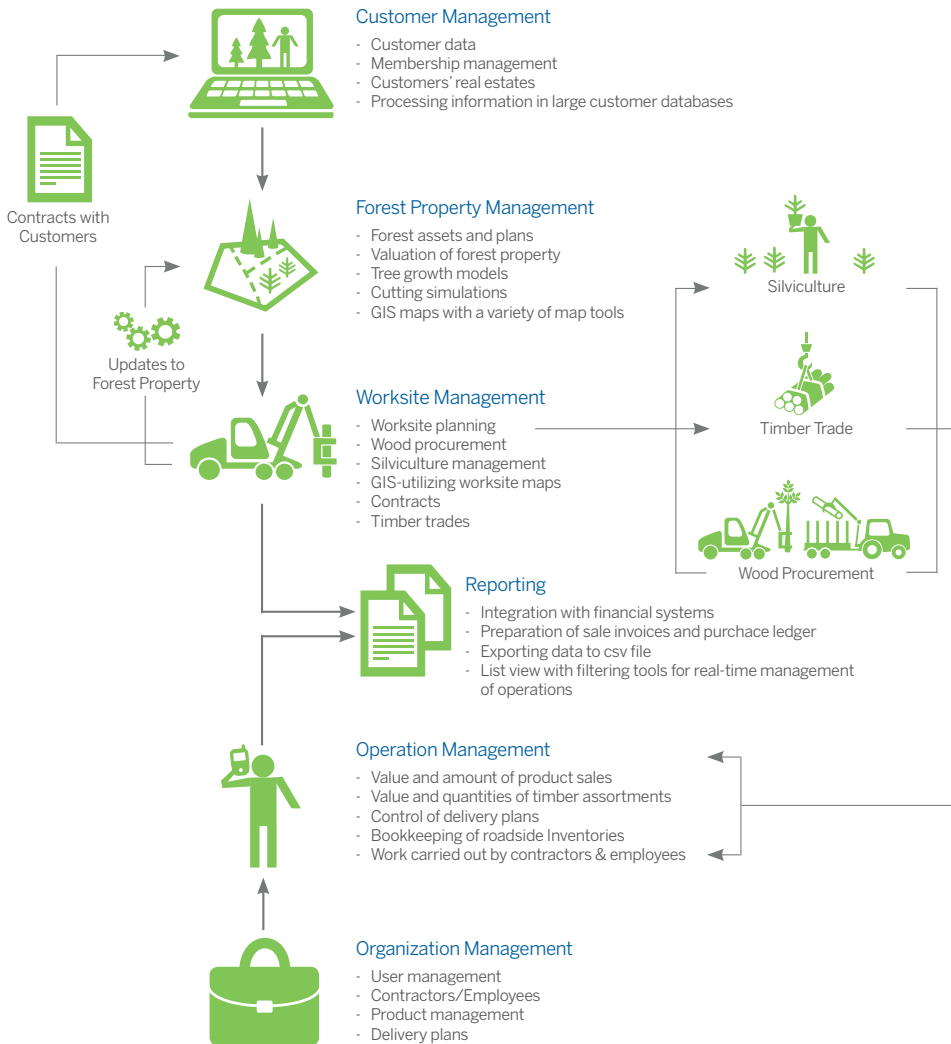 Customer Management
- Customer data
- Membership management
- Customers' real estates
- Processing information in large customer databases
Contracts with
Customers
Forest Property Management
- Forest assets and plans
- Valuation of forest property
- Tree growth models
- Cutting simulations
- GIS maps with a variety of map tools
Updates to
Forest Property
Worksite Management
- Worksite planning
- Wood procurement
- Silviculture management
- GIS-utilizing worksite maps
- Contracts
- Timber trades
Silviculture
Timber Trade
Wood Procurement
Reporting
- Integration with financial systems
- Preparation of sale invoices and purchace ledger
- Exporting data to csv file
- List view with filtering tools for real-time management
of operations
Operation Management
- Value and amount of product sales
- Value and quantities of timber assortments
- Control of delivery plans
- Bookkeeping of roadside Inventories
- Work carried out by contractors & employees
Organization Management
- User management
- Contractors/Employees
- Product management
- Delivery plans